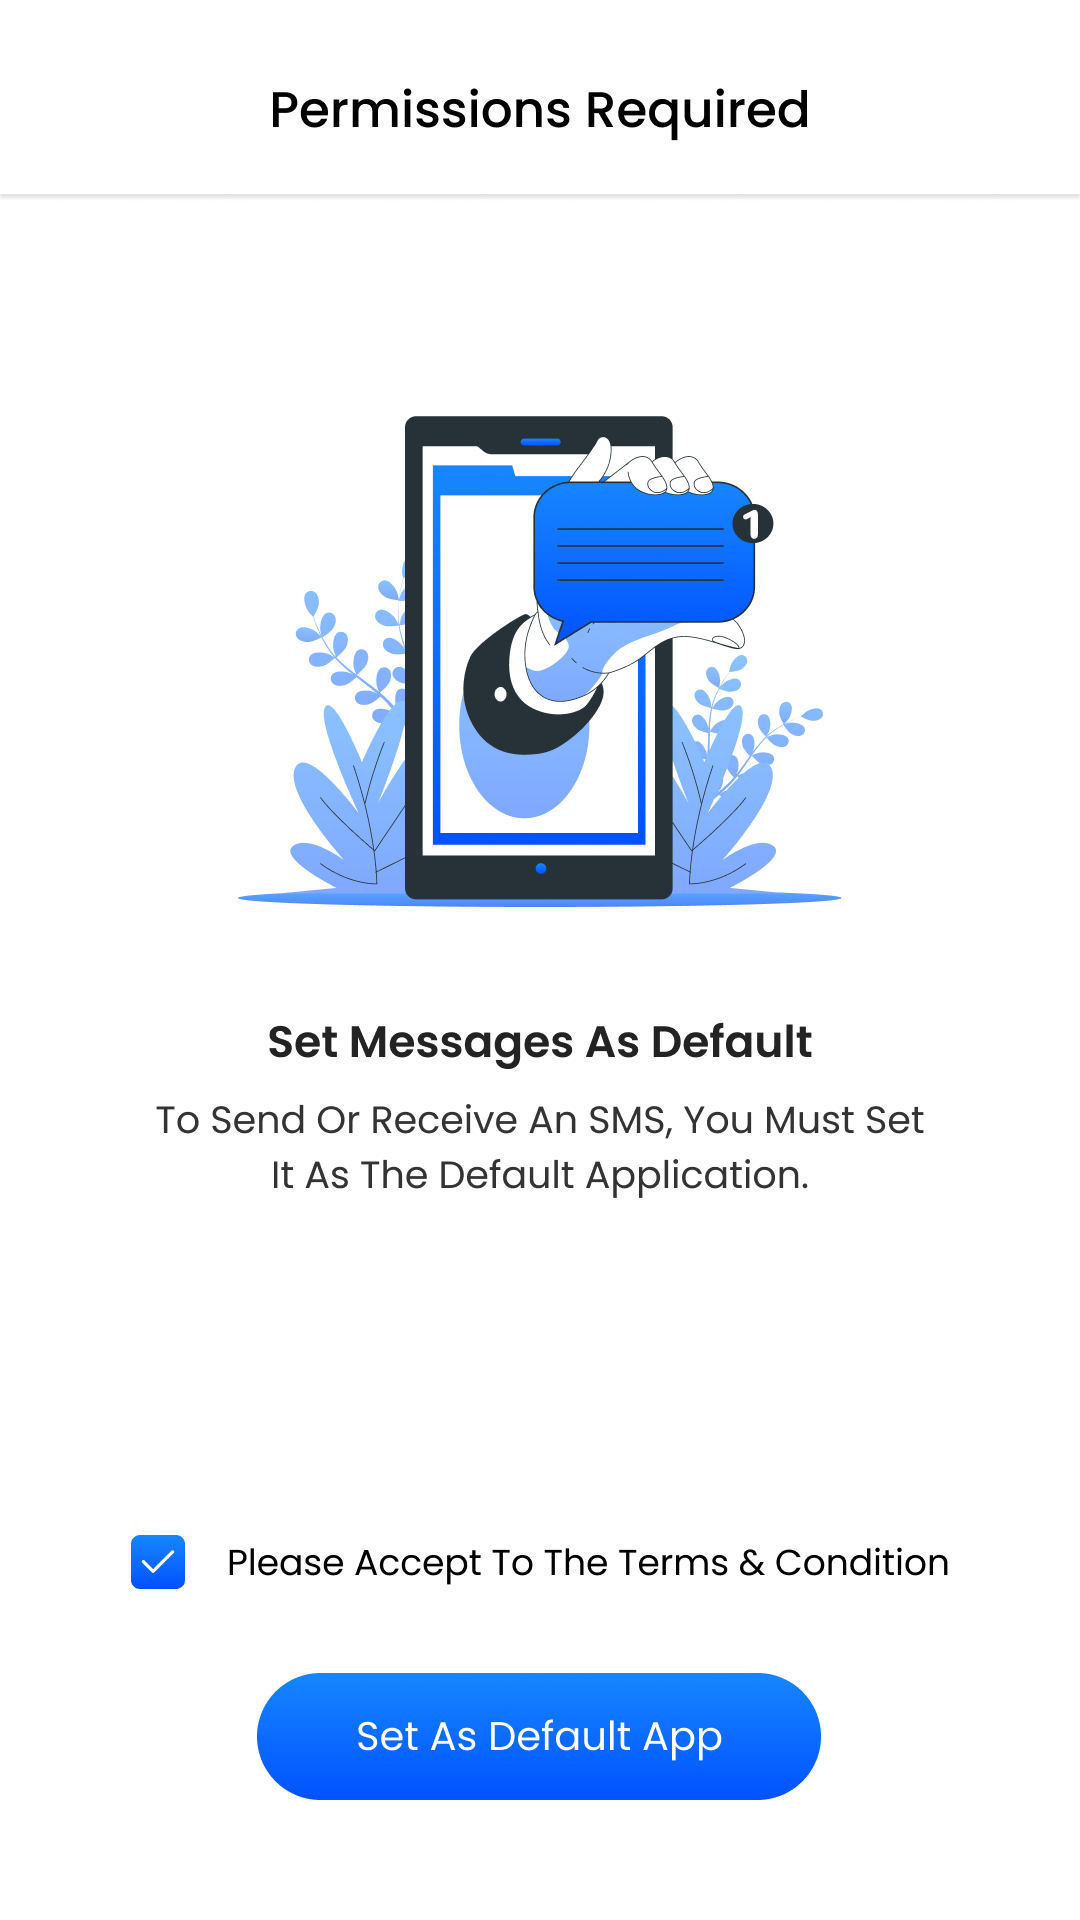 Permissions Required
1
Set Messages As Default
To Send Or Receive An SMS, You Must Set
It As The Default Application.
Please Accept To The Terms & Condition
Set As Default App